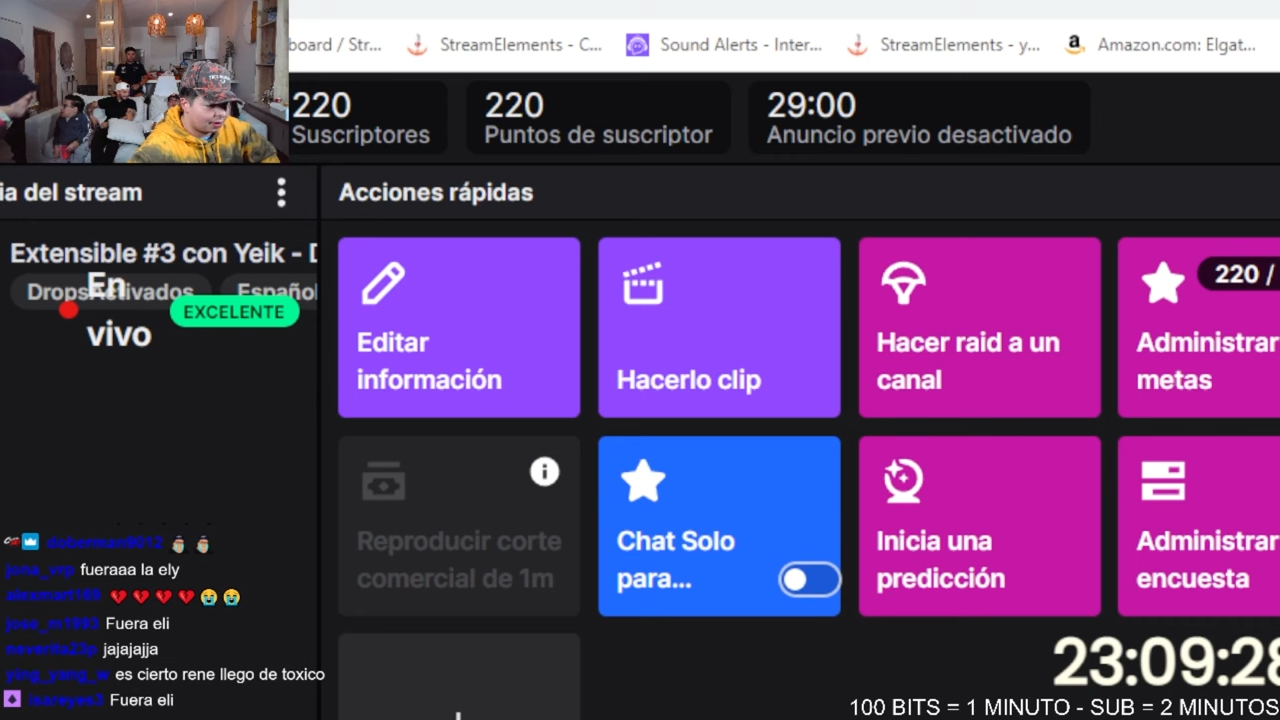 board / Str...
StreamElements - C...
Sound Alerts - Inter...
StreamElements - y...
Amazon.com: Elgat...
220
Suscriptores
220
Puntos de suscriptor
29:00
Anuncio previo desactivado
ia del stream
Acciones rápidas
Extensible #3 con Yeik - D
DropsActivados
Español
En
vivo
EXCELENTE
Editar
información
Hacerlo clip
Hacer raid a un
canal
220 /
Administrar
metas
Reproducir corte
comercial de 1m
Chat Solo
para...
Inicia una
predicción
Administrar
encuesta
fueraaa la ely
Fuera eli
jajajajja
ying_yang_w es cierto rene llego de toxico
Fuera eli
23:09:28
100 BITS = 1 MINUTO - SUB = 2 MINUTOS